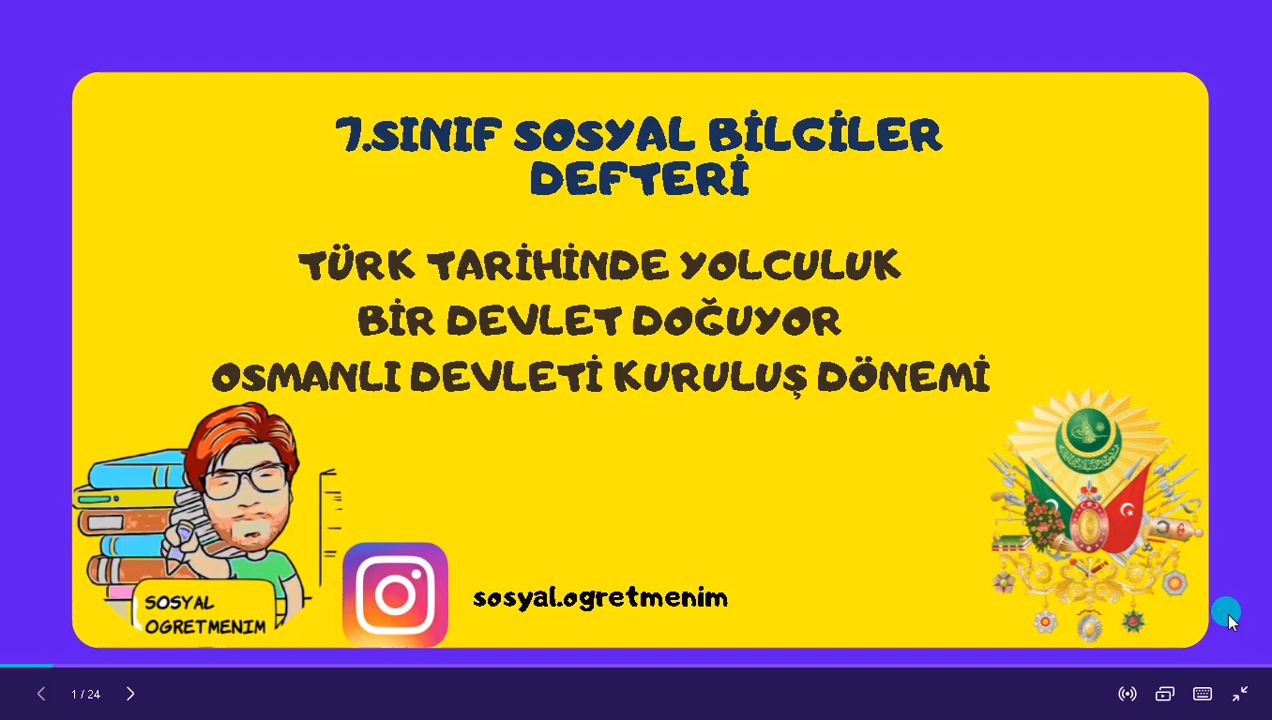 7.SINIF SOSYAL BİLGİLER
DEFTERİ
TÜRK TARİHİNDE YOLCULUK
BİR DEVLET DOĞUYOR
OSMANLI DEVLETİ KURULUŞ DÖNEMİ
SOSYAL
OGRETMENIM
sosyal.ogretmenim
1 / 24